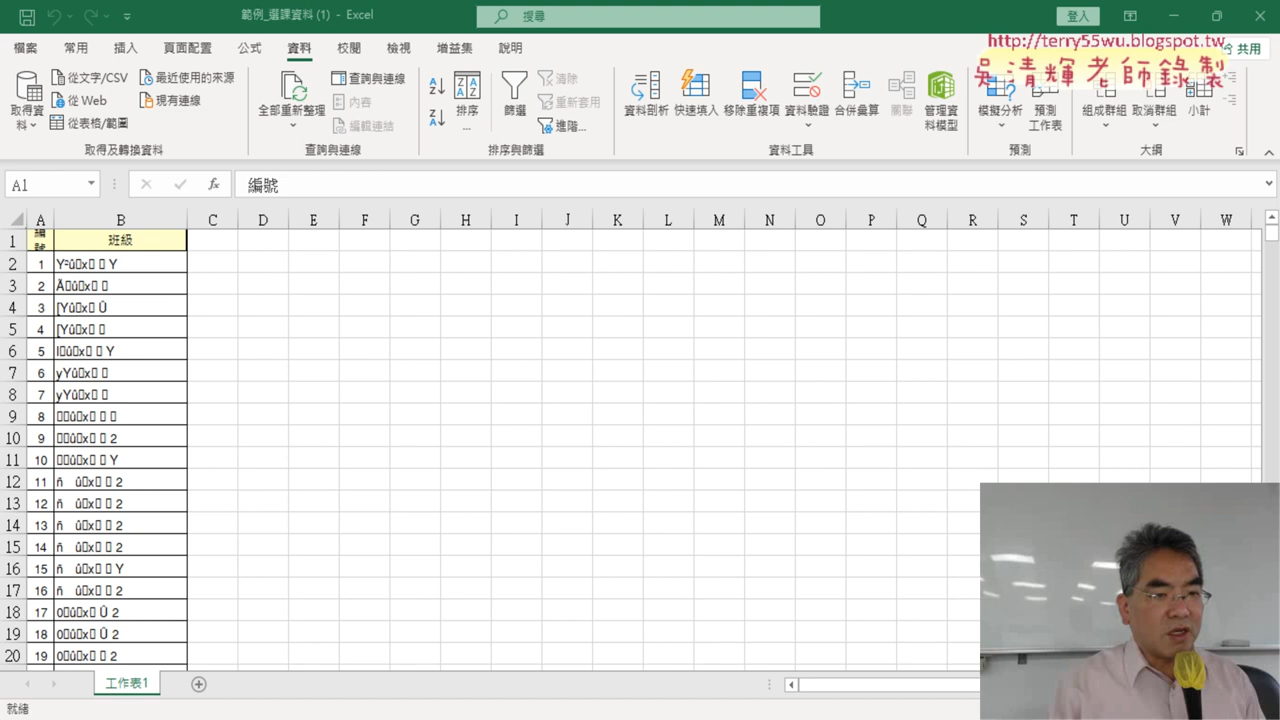 範例_選課資料 (1) - Excel
搜尋
登入
檔案 常用 插入 頁面配置 公式 資料 校閱 檢視 增益集 說明
共用
http://terry55wu.blogspot.tw
吳清輝老師錄製
取得資料
從文字/CSV
從 Web
從表格/範圍
最近使用的來源
現有連線
取得及轉換資料
全部重新整理
查詢與連線
內容
編輯連結
查詢與連線
排序...
篩選
清除
重新套用
進階...
排序與篩選
資料剖析 快速填入 移除重複項 資料驗證 合併彙算 關聯 管理資料模型
資料工具
模擬分析 預測工作表
預測
組成群組 取消群組 小計
大綱
A1
fx
編號
A B C D E F G H I J K L M N O P Q R S T U V W
1 編號 班級
2 1
3 2
4 3
5 4
6 5
7 6
8 7
9 8
10 9
11 10
12 11
13 12
14 13
15 14
16 15
17 16
18 17
19 18
20 19
工作表1
就緒